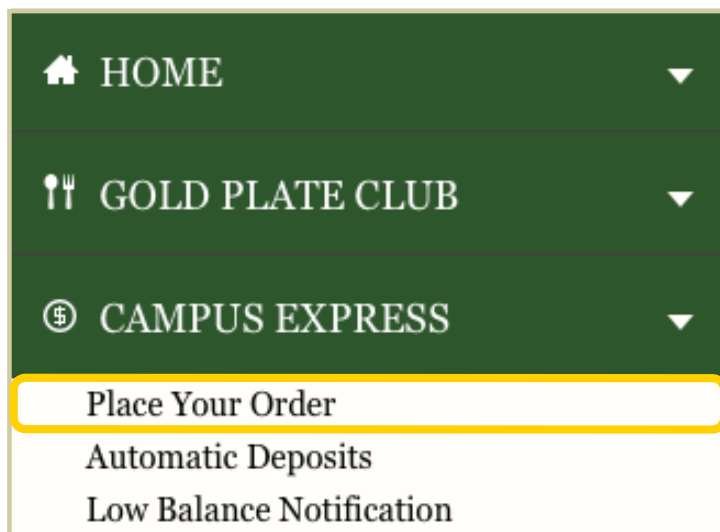 HOME
GOLD PLATE CLUB
CAMPUS EXPRESS
Place Your Order
Automatic Deposits
Low Balance Notification